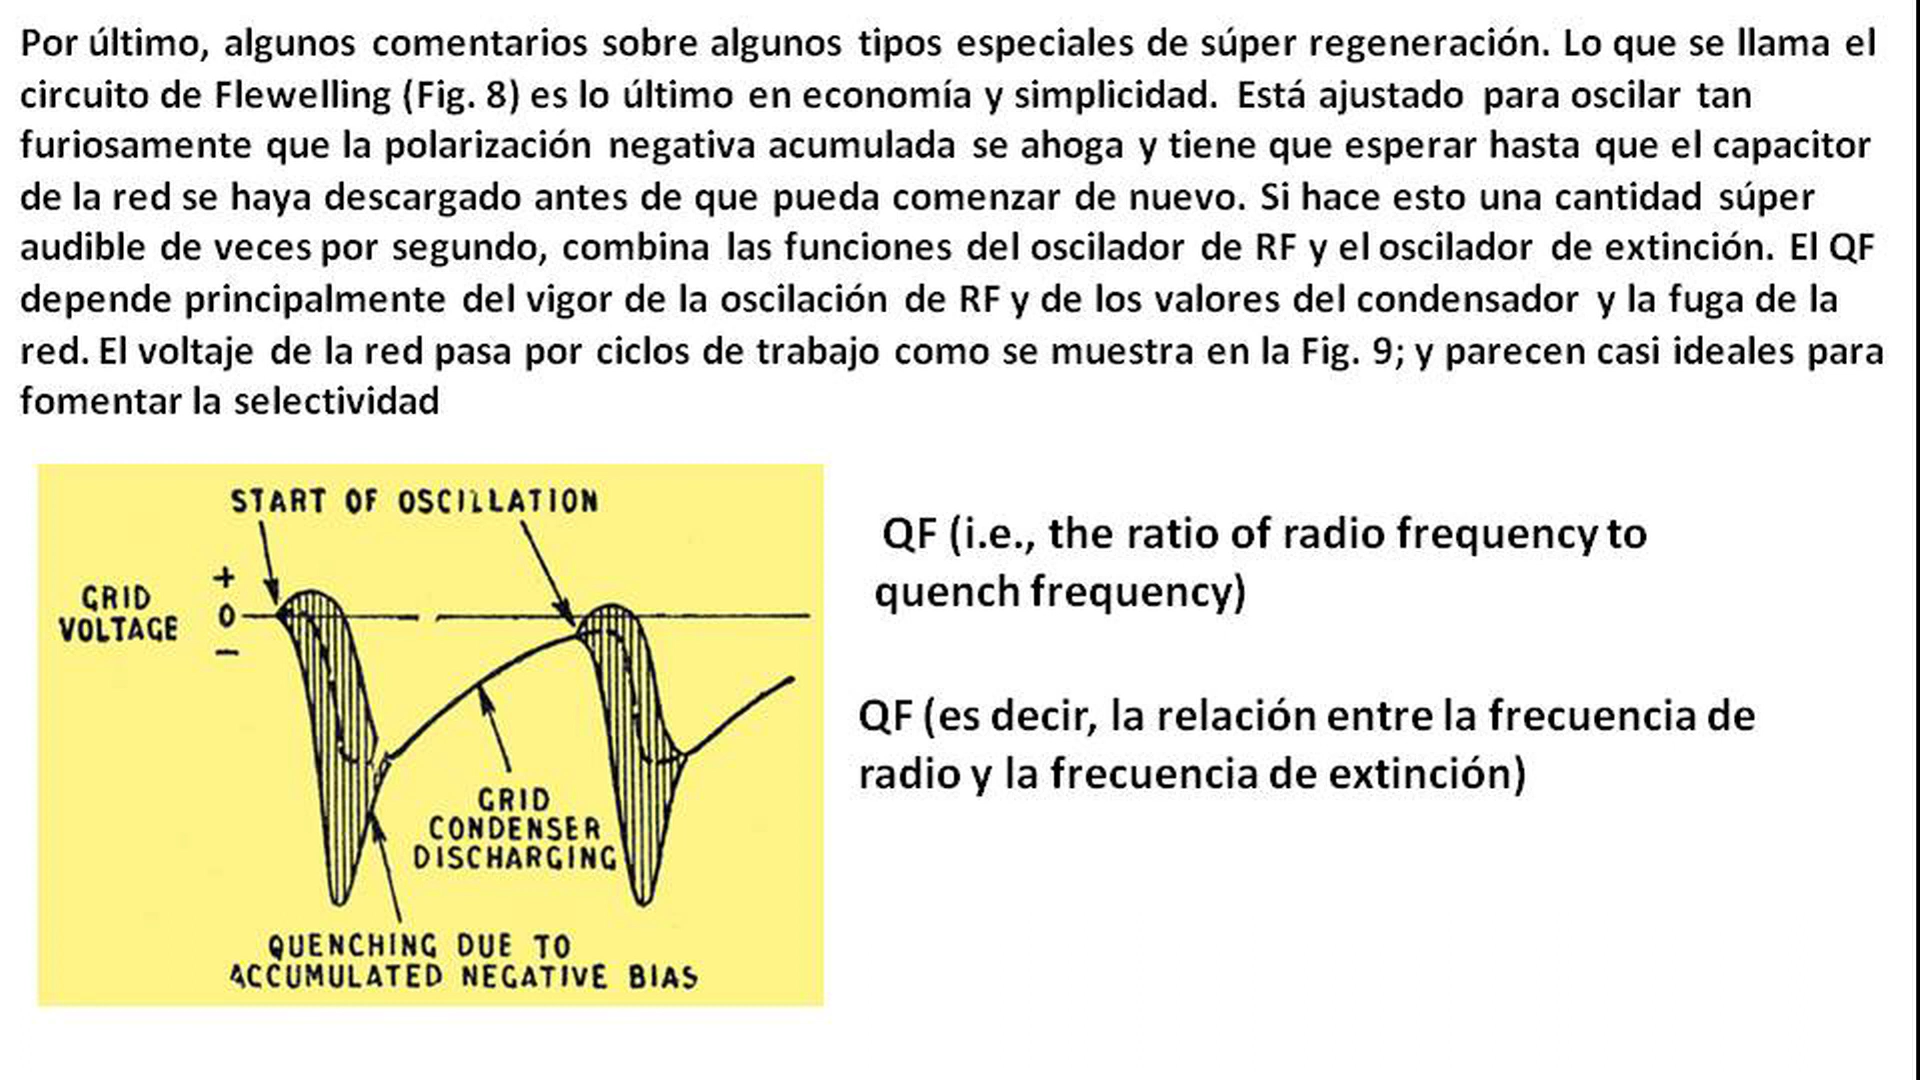 Por último, algunos comentarios sobre algunos tipos especiales de súper regeneración. Lo que se llama el
circuito de Flewelling (Fig. 8) es lo último en economía y simplicidad. Está ajustado para oscilar tan
furiosamente que la polarización negativa acumulada se ahoga y tiene que esperar hasta que el capacitor
de la red se haya descargado antes de que pueda comenzar de nuevo. Si hace esto una cantidad súper
audible de veces por segundo, combina las funciones del oscilador de RF y el oscilador de extinción. El QF
depende principalmente del vigor de la oscilación de RF y de los valores del condensador y la fuga de la
red. El voltaje de la red pasa por ciclos de trabajo como se muestra en la Fig. 9; y parecen casi ideales para
fomentar la selectividad
START OF OSCILLATION
GRID
VOLTAGE
+
0
−
GRID
CONDENSER
DISCHARGING
QUENCHING DUE TO
ACCUMULATED NEGATIVE BIAS
QF (i.e., the ratio of radio frequency to
quench frequency)
QF (es decir, la relación entre la frecuencia de
radio y la frecuencia de extinción)